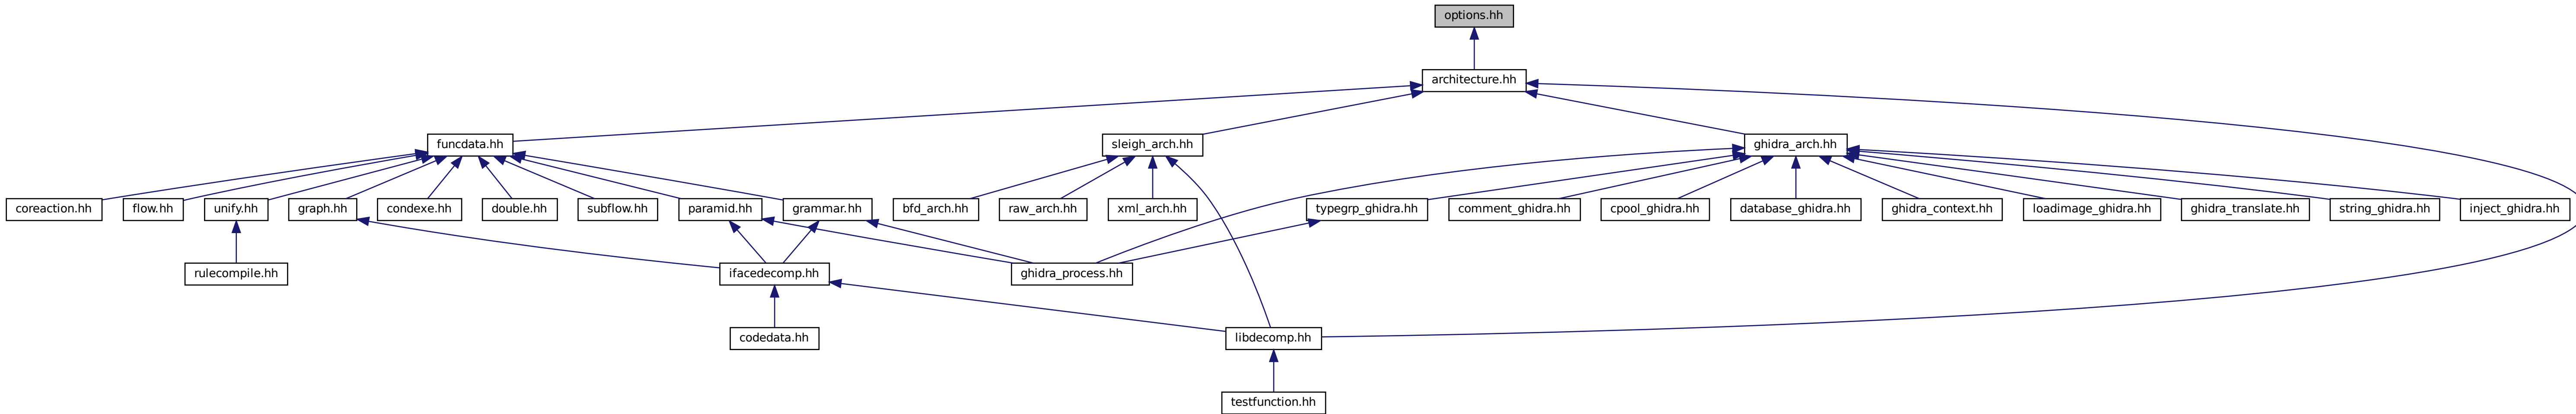 options.hh
architecture.hh
funcdata.hh
sleigh_arch.hh
ghidra_arch.hh
coreaction.hh
flow.hh
unify.hh
graph.hh
condexe.hh
double.hh
subflow.hh
paramid.hh
grammar.hh
bfd_arch.hh
raw_arch.hh
xml_arch.hh
typegrp_ghidra.hh
comment_ghidra.hh
cpool_ghidra.hh
database_ghidra.hh
ghidra_context.hh
loadimage_ghidra.hh
ghidra_translate.hh
string_ghidra.hh
inject_ghidra.hh
rulecompile.hh
ifacedecomp.hh
ghidra_process.hh
codedata.hh
libdecomp.hh
testfunction.hh